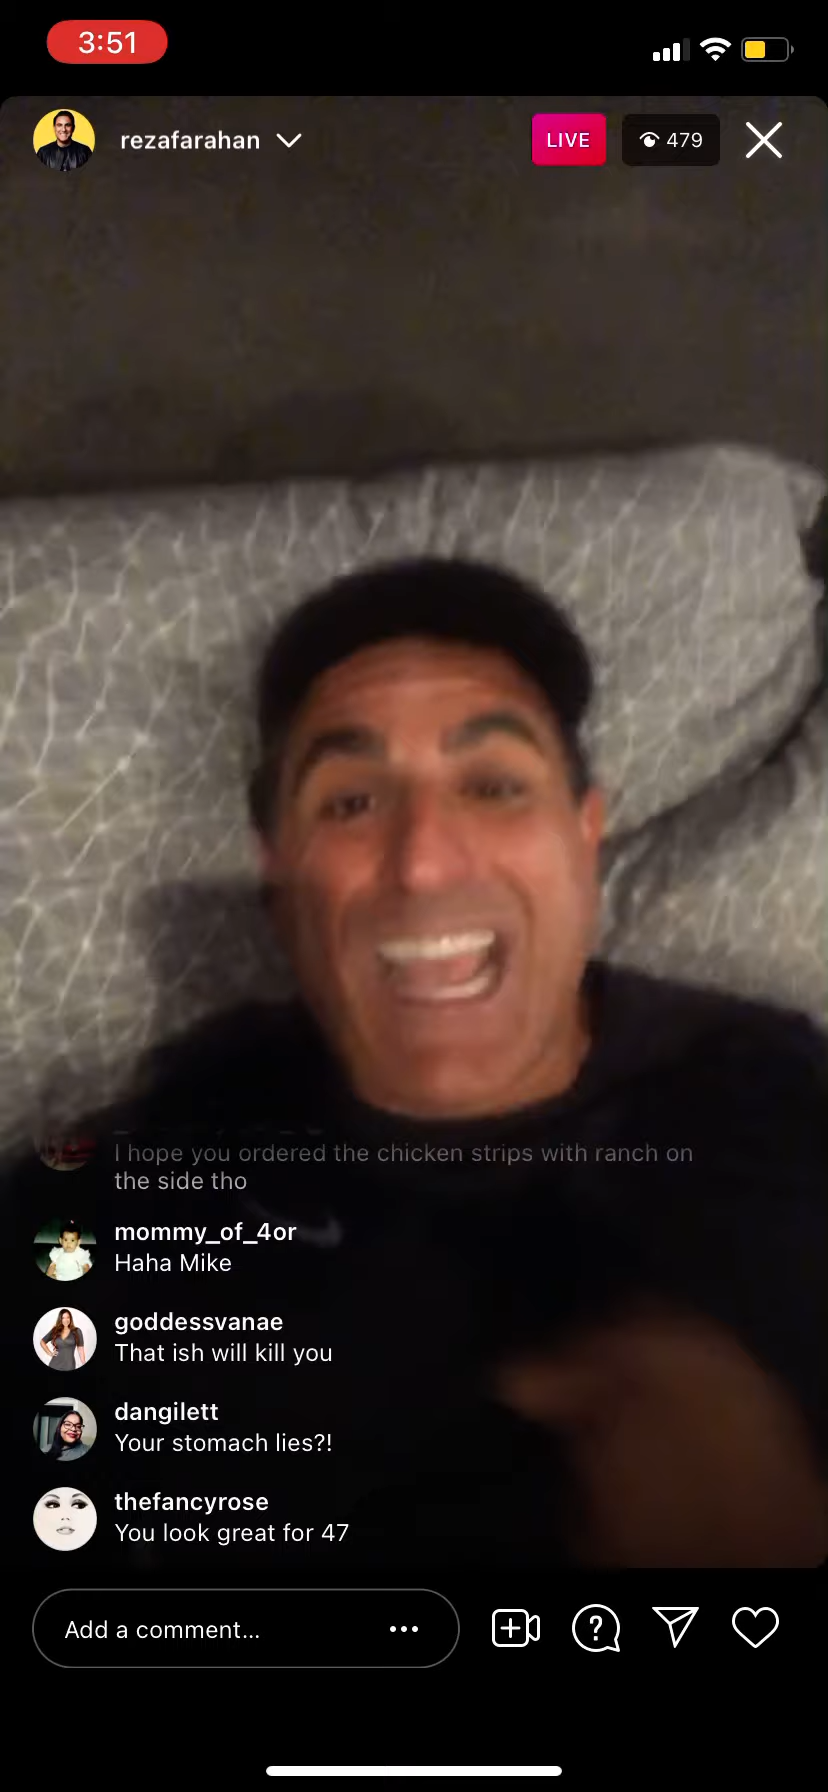 3:51
rezafarahan
LIVE
479
I hope you ordered the chicken strips with ranch on
the side tho
mommy_of_4or
Haha Mike
goddessvanae
That ish will kill you
dangilett
Your stomach lies?!
thefancyrose
You look great for 47
Add a comment...